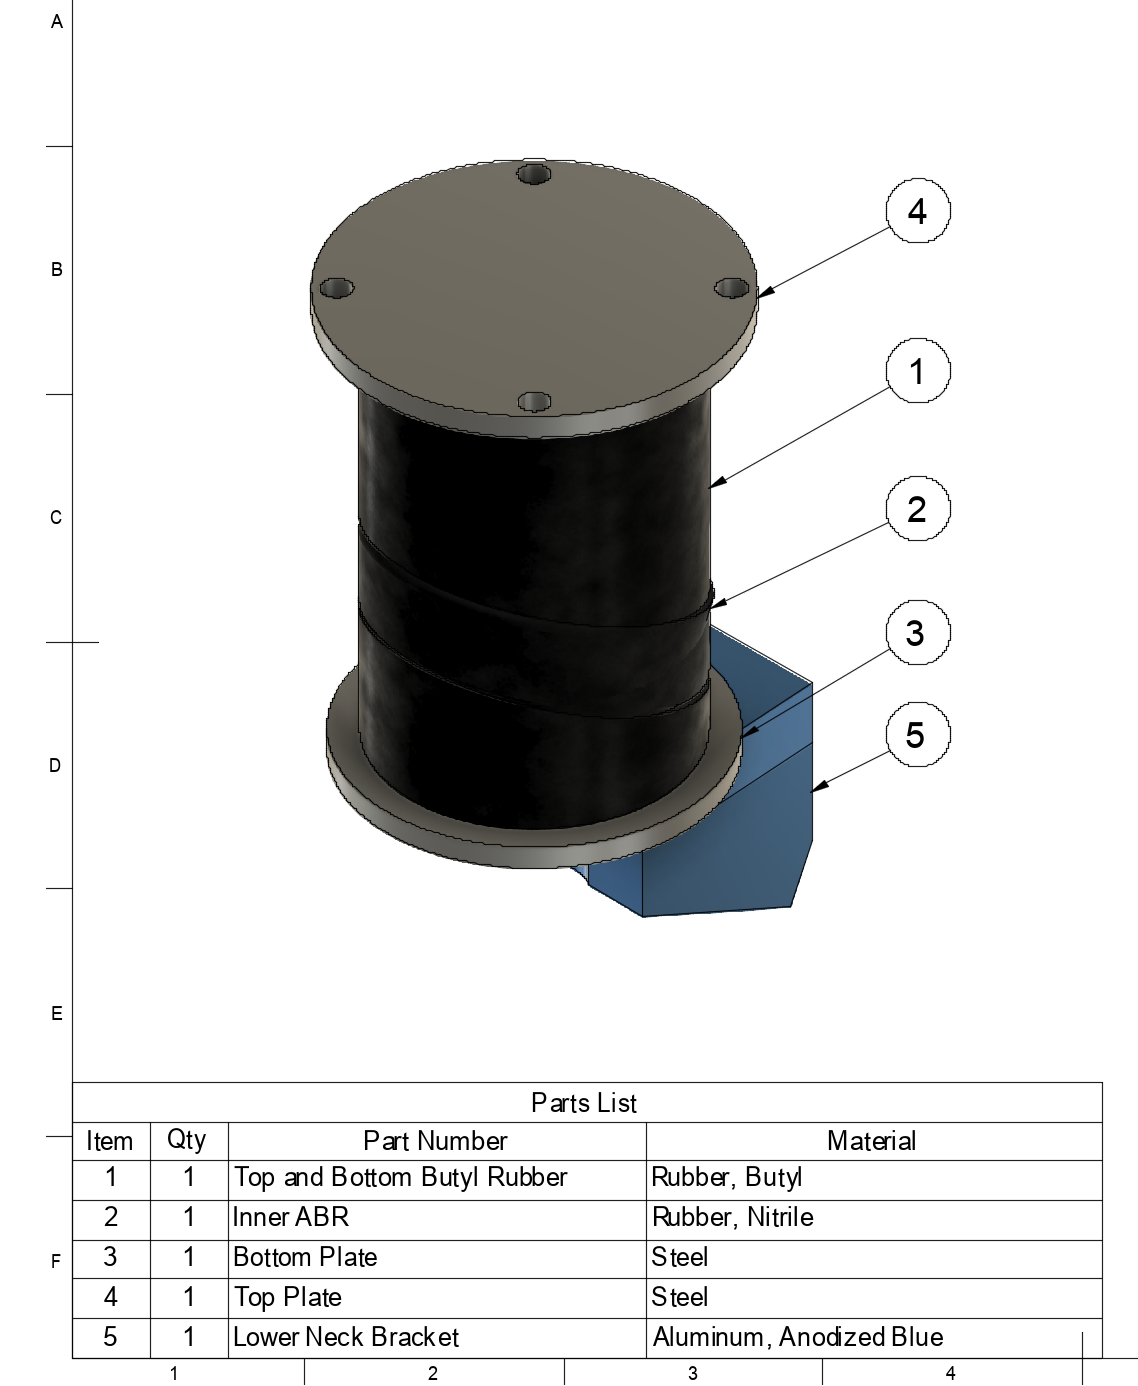 A
B
4
1
C
2
3
D
5
E
Parts List
Item Qty Part Number Material
1 1 Top and Bottom Butyl Rubber Rubber, Butyl
2 1 Inner ABR Rubber, Nitrile
F
3 1 Bottom Plate Steel
4 1 Top Plate Steel
5 1 Lower Neck Bracket Aluminum, Anodized Blue
1 2 3 4